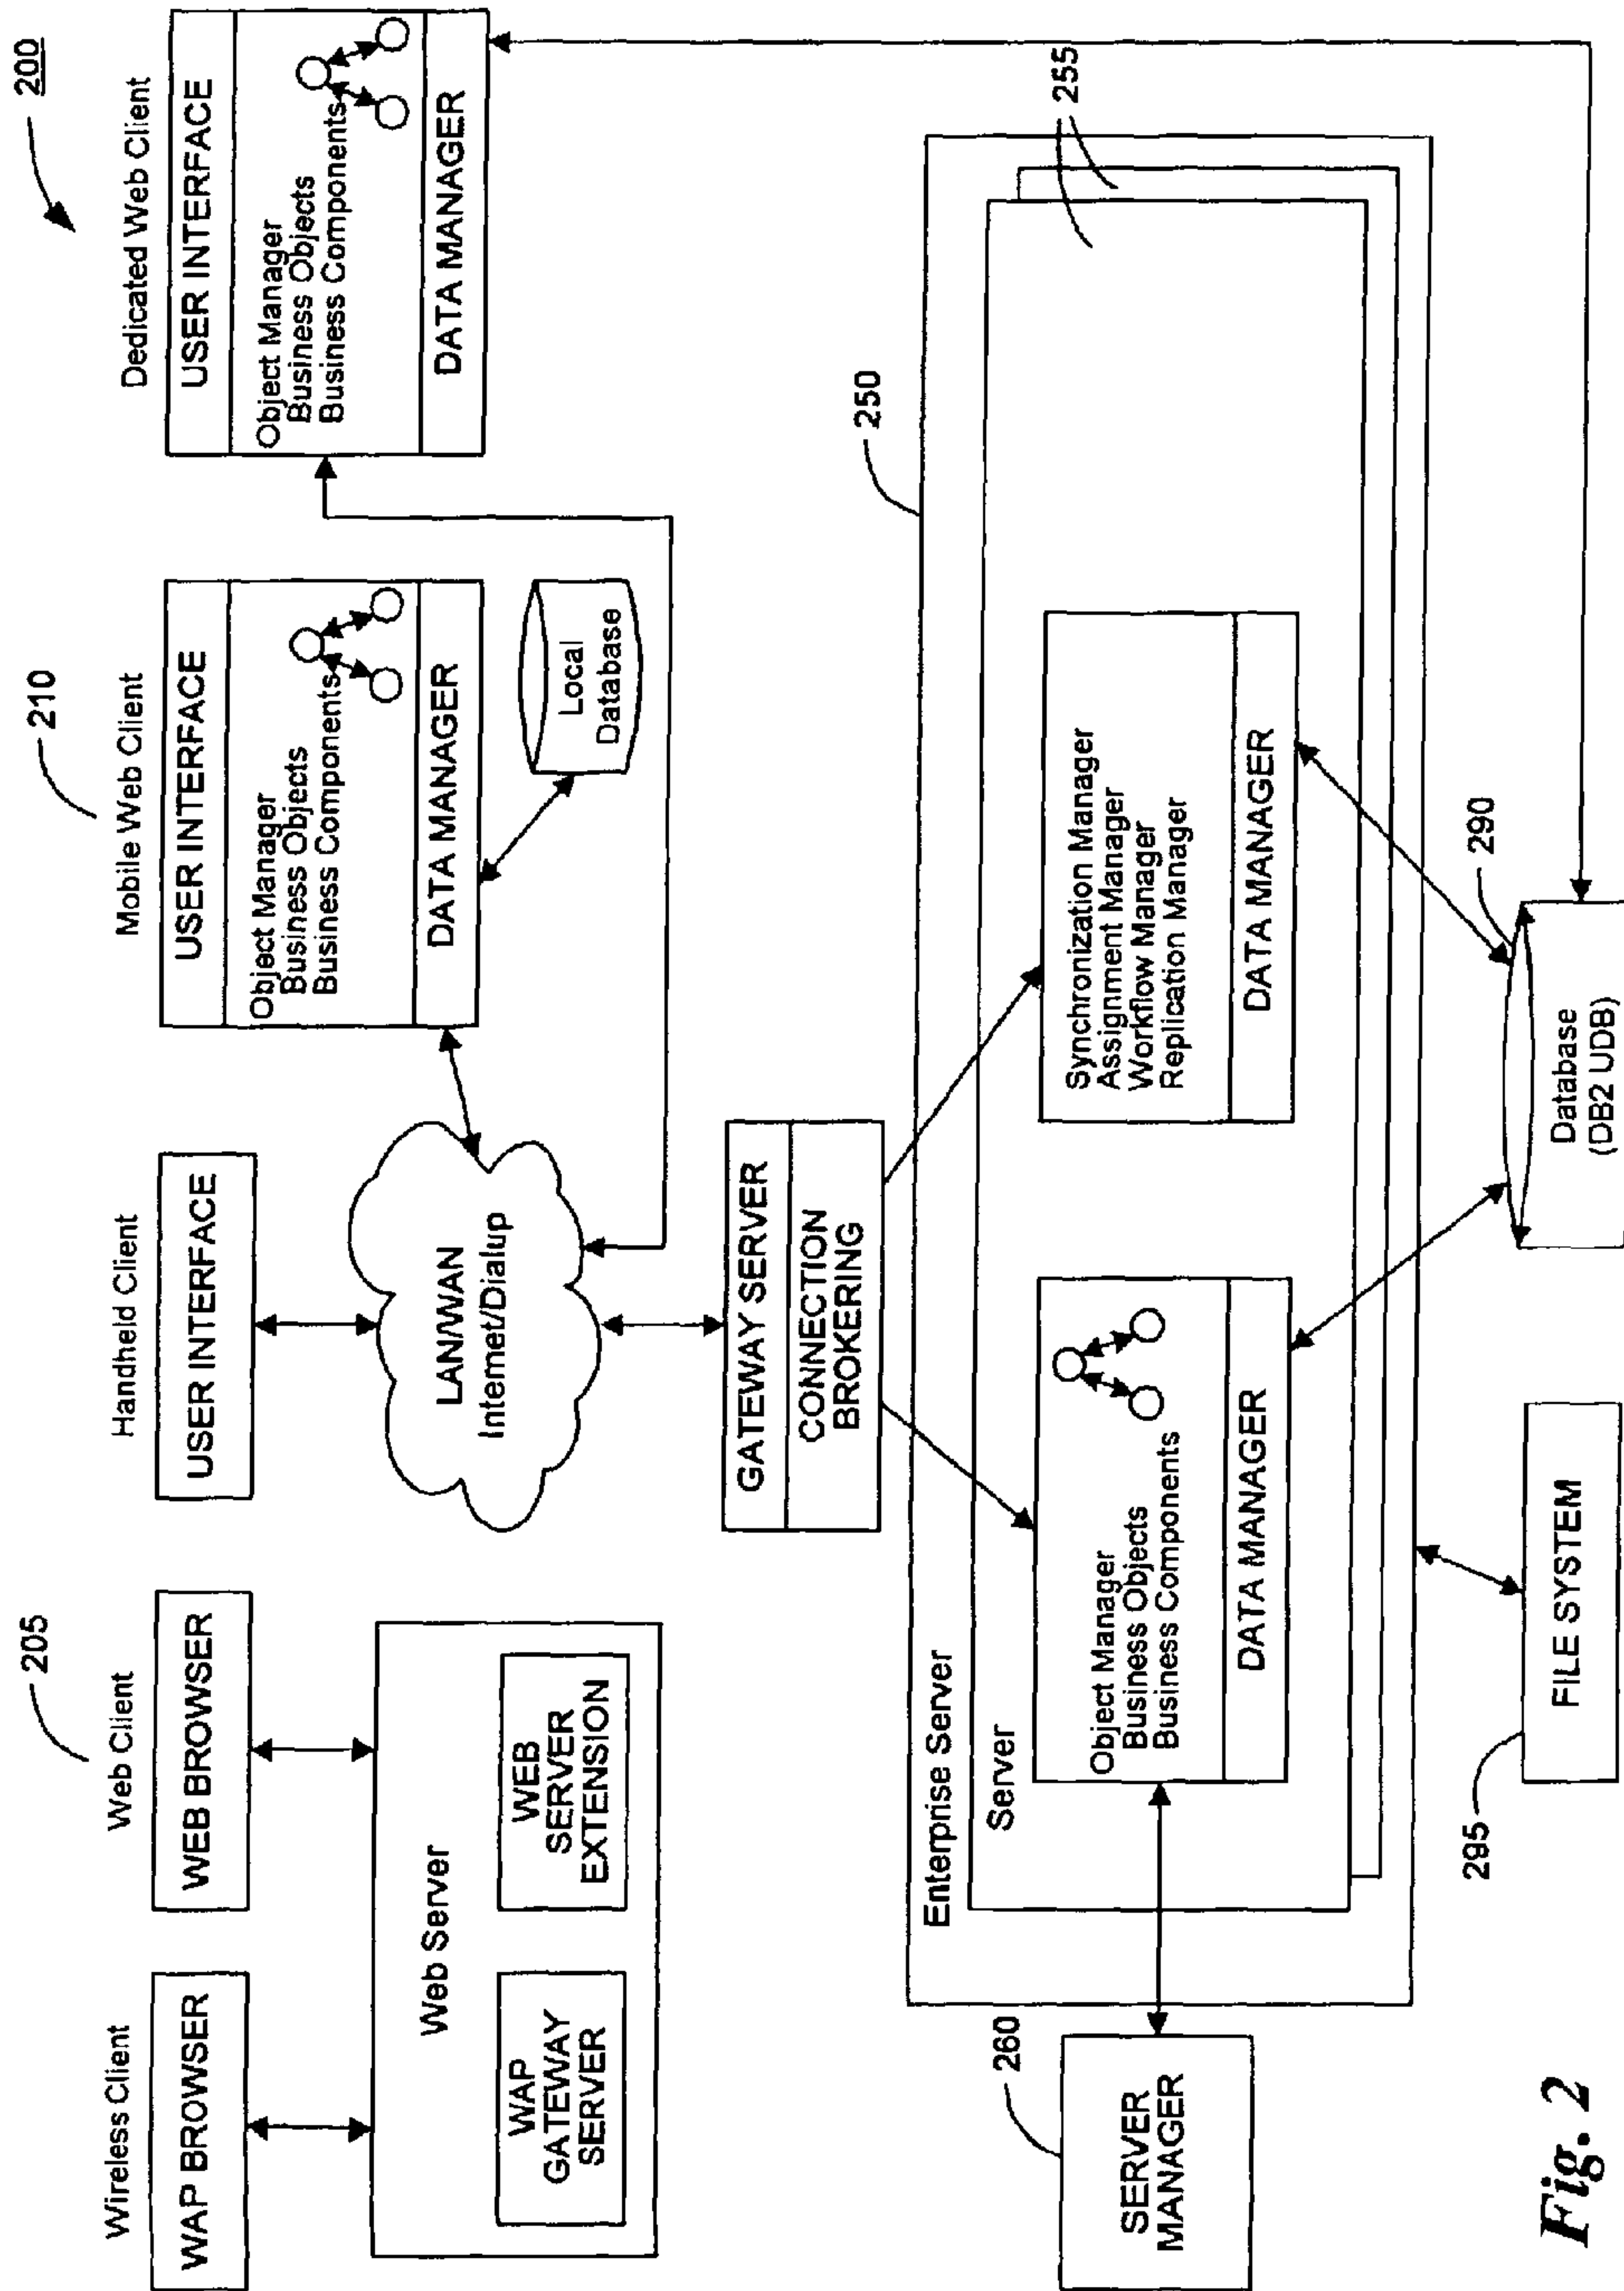 200
Wireless Client
WAP BROWSER
205
Web Client
WEB BROWSER
Web Server
WAP
GATEWAY
SERVER
WEB
SERVER
EXTENSION
Handheld Client
USER INTERFACE
LAN/WAN
Internet/Dialup
210
Mobile Web Client
USER INTERFACE
Object Manager
Business Objects
Business Components
DATA MANAGER
Local
Database
Dedicated Web Client
USER INTERFACE
Object Manager
Business Objects
Business Components
DATA MANAGER
GATEWAY SERVER
CONNECTION
BROKERING
250
Enterprise Server
255
Server
Object Manager
Business Objects
Business Components
DATA MANAGER
Synchronization Manager
Assignment Manager
Workflow Manager
Replication Manager
DATA MANAGER
260
SERVER
MANAGER
295
FILE SYSTEM
290
Database
(DB2 UDB)
Fig. 2